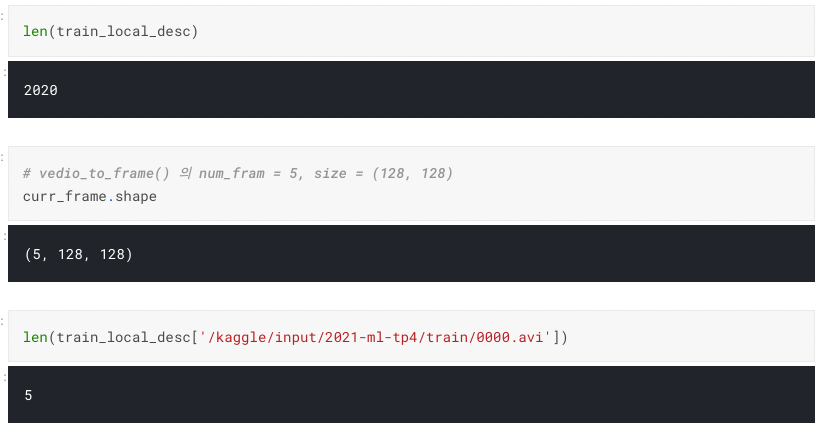 len(train_local_desc)
2020
# vedio_to_frame() 의 num_fram = 5, size = (128, 128)
curr_frame.shape
(5, 128, 128)
len(train_local_desc['/kaggle/input/2021-ml-tp4/train/0000.avi'])
5